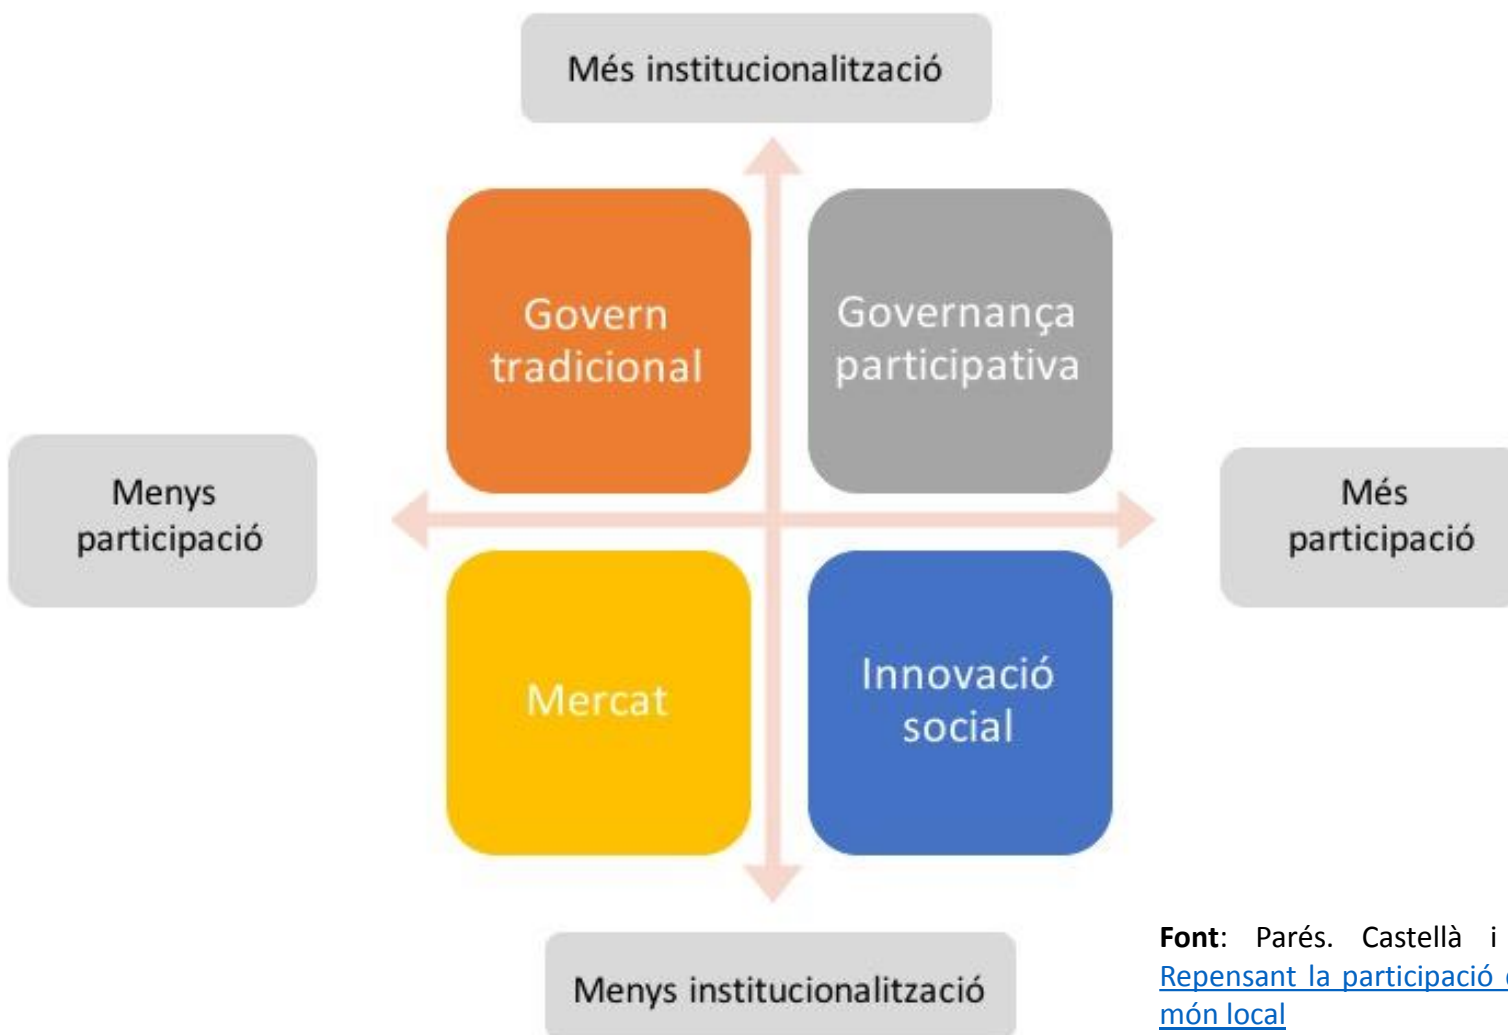 Més institucionalització
Govern
tradicional
Governança
participativa
Menys
participació
Més
participació
Mercat
Innovació
social
Menys institucionalització
Font: Parés. Castellà i
Repensant la participació
món local